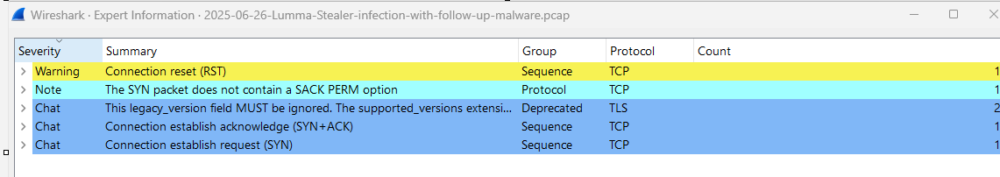 Wireshark · Expert Information · 2025-06-26-Lumma-Stealer-infection-with-follow-up-malware.pcap
Severity Summary Group Protocol Count
Warning Connection reset (RST) Sequence TCP 1
Note The SYN packet does not contain a SACK PERM option Protocol TCP 1
Chat This legacy_version field MUST be ignored. The supported_versions extensi... Deprecated TLS 2
Chat Connection establish acknowledge (SYN+ACK) Sequence TCP 1
Chat Connection establish request (SYN) Sequence TCP 1